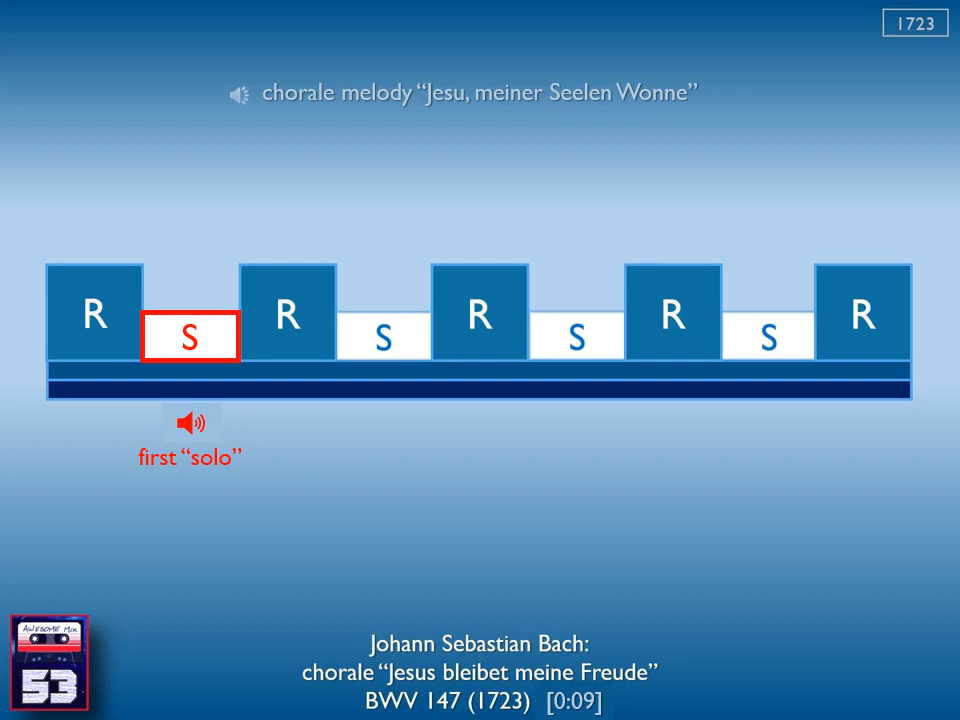 1723
chorale melody “Jesu, meiner Seelen Wonne”
R R R R R
S S S S
first “solo”
AWESOME MIX
53
Johann Sebastian Bach:
chorale “Jesus bleibet meine Freude”
BWV 147 (1723) [0:09]